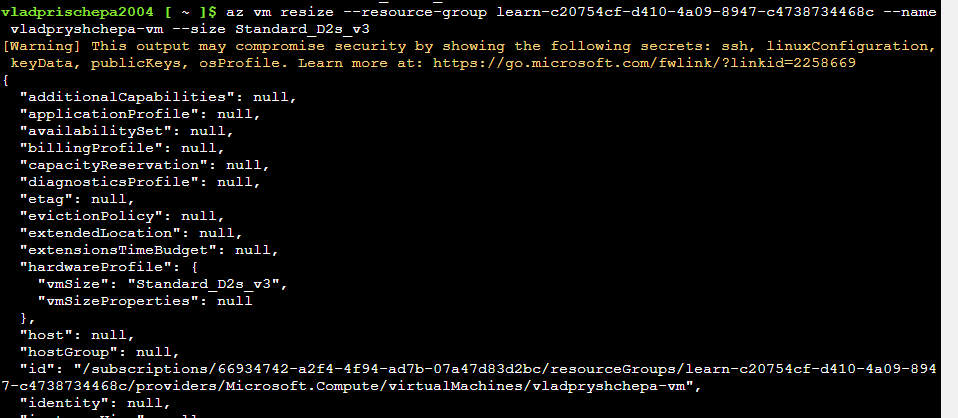 vladprischepa2004 [ ~ ]$ az vm resize --resource-group learn-c20754cf-d410-4a09-8947-c4738734468c --name
vladpryshchepa-vm --size Standard_D2s_v3
[Warning] This output may compromise security by showing the following secrets: ssh, linuxConfiguration,
keyData, publicKeys, osProfile. Learn more at: https://go.microsoft.com/fwlink/?linkid=2258669
{
  "additionalCapabilities": null,
  "applicationProfile": null,
  "availabilitySet": null,
  "billingProfile": null,
  "capacityReservation": null,
  "diagnosticsProfile": null,
  "etag": null,
  "evictionPolicy": null,
  "extendedLocation": null,
  "extensionsTimeBudget": null,
  "hardwareProfile": {
    "vmSize": "Standard_D2s_v3",
    "vmSizeProperties": null
  },
  "host": null,
  "hostGroup": null,
  "id": "/subscriptions/66934742-a2f4-4f94-ad7b-07a47d83d2bc/resourceGroups/learn-c20754cf-d410-4a09-894
7-c4738734468c/providers/Microsoft.Compute/virtualMachines/vladpryshchepa-vm",
  "identity": null,